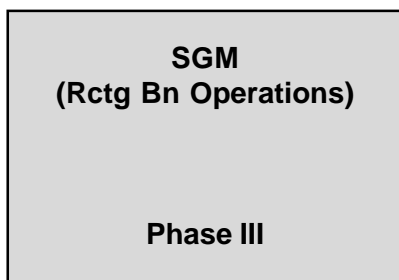 SGM
(Rctg Bn Operations)
Phase III